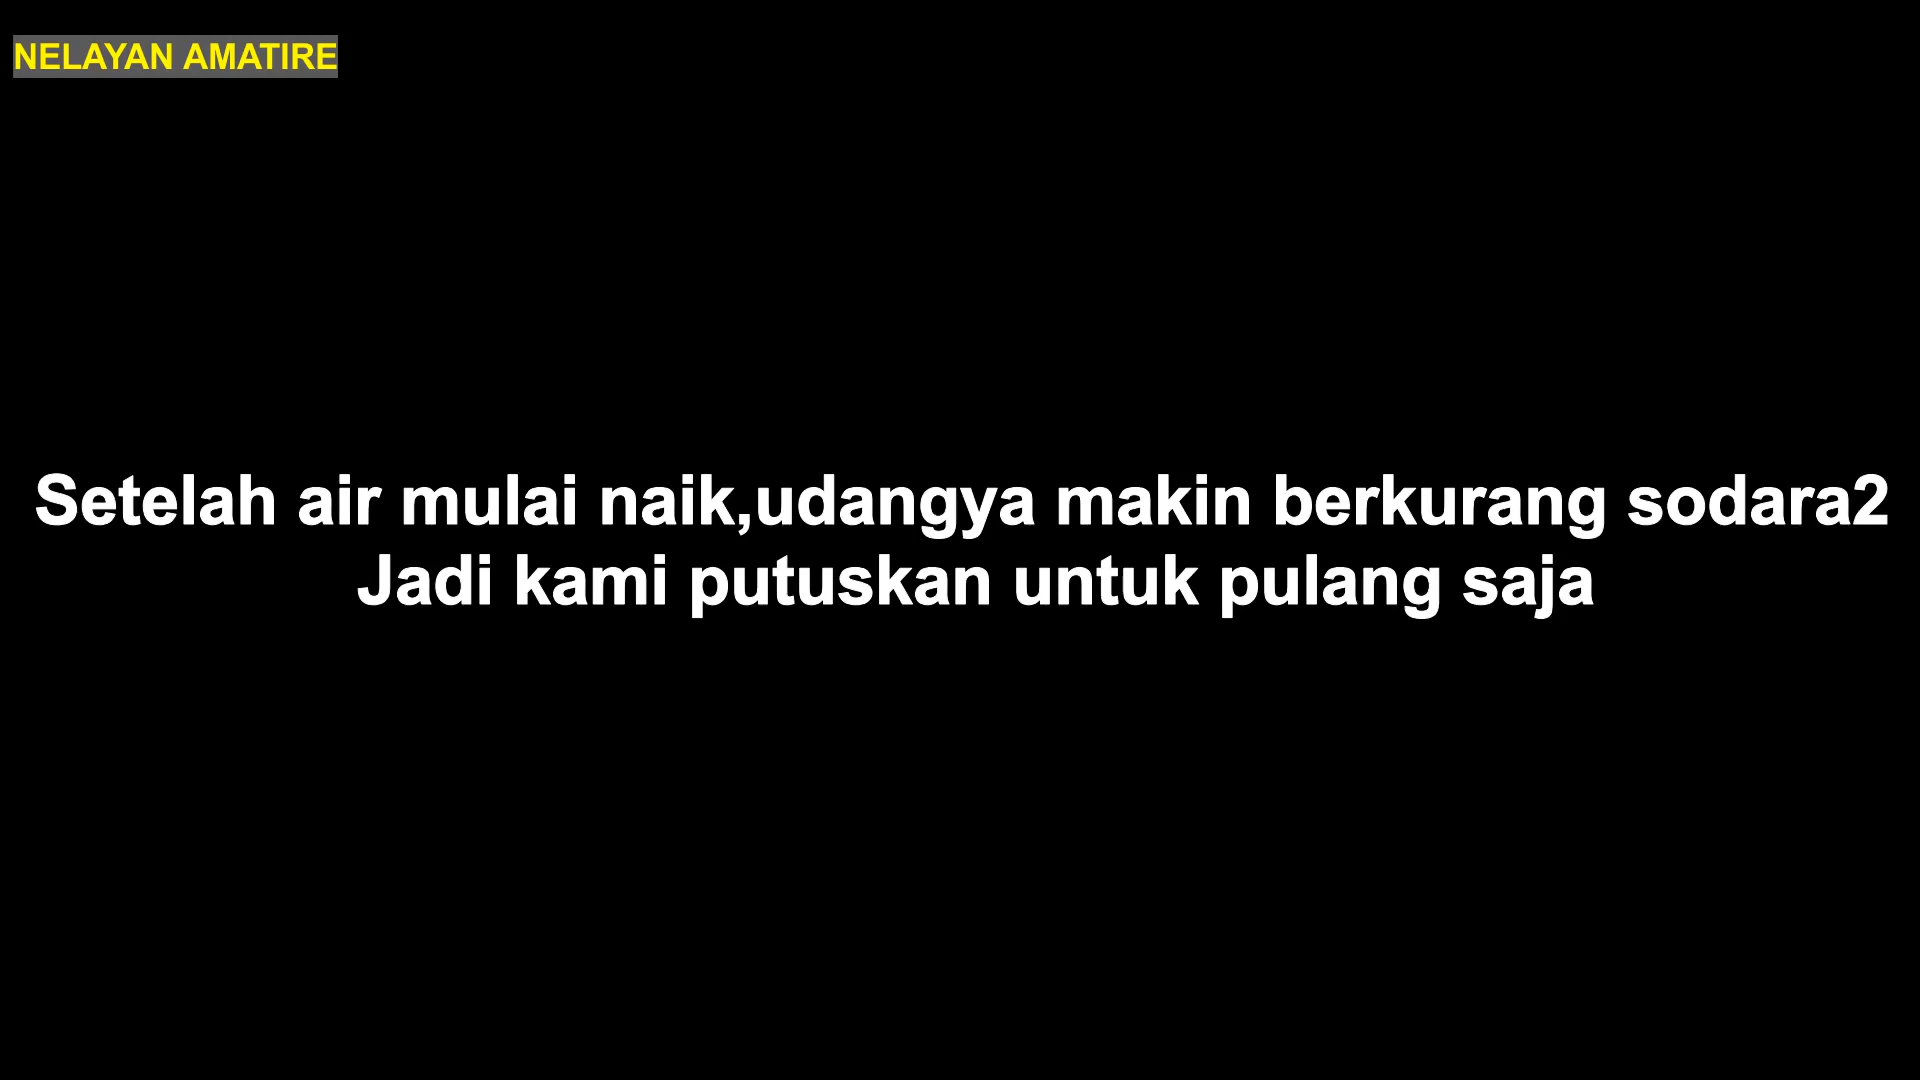 NELAYAN AMATIRE
Setelah air mulai naik,udangya makin berkurang sodara2
Jadi kami putuskan untuk pulang saja